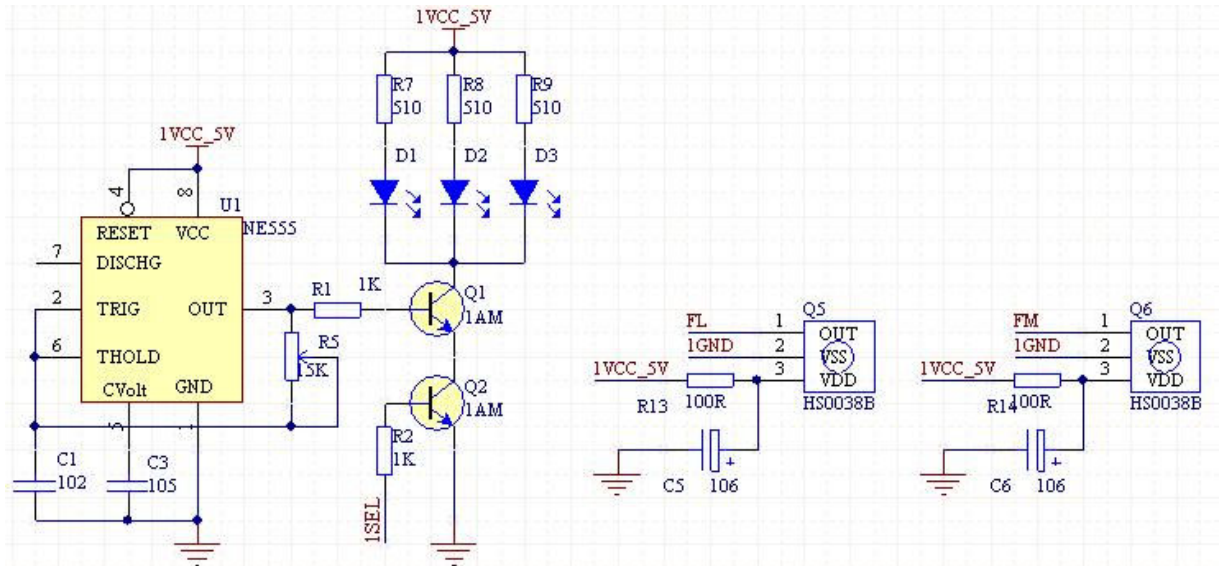 1VCC_5V
R7
510
R8
510
R9
510
D1
D2
D3
1VCC_5V
4
8
U1
NE555
RESET
VCC
7
DISCHG
2
TRIG
OUT
3
6
THOLD
CVolt
GND
5
1
R1
1K
R5
15K
Q1
1AM
Q2
1AM
R2
1K
1SEL
C1
102
C3
105
Q5
FL
1
OUT
1GND
2
VSS
1VCC_5V
3
VDD
R13
100R
HS0038B
C5
+
106
Q6
FM
1
OUT
1GND
2
VSS
1VCC_5V
3
VDD
R14
100R
HS0038B
C6
+
106